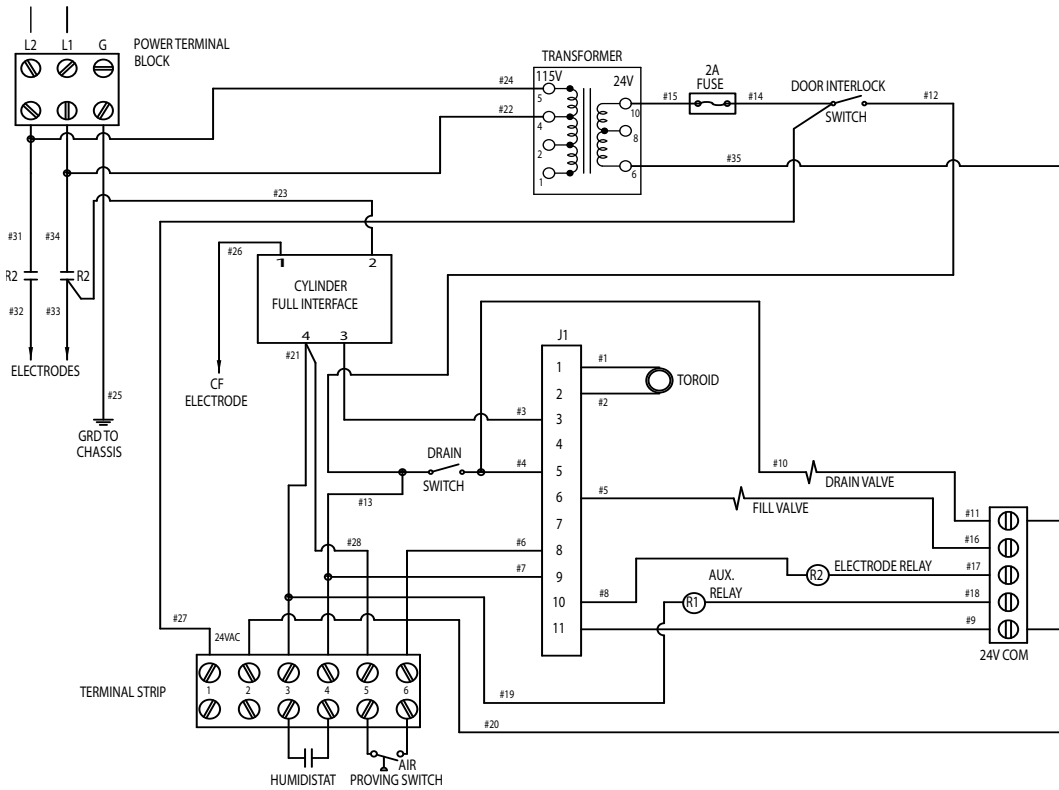 L2 L1 G
POWER TERMINAL
BLOCK
TRANSFORMER
115V
24V
5
4
2
1
10
8
6
#24
#22
#15
2A
FUSE
#14
DOOR INTERLOCK
SWITCH
#12
#35
#23
#31
#34
R2
R2
#32
#33
ELECTRODES
#25
GRD TO
CHASSIS
#26
1
2
CYLINDER
FULL INTERFACE
4
3
#21
CF
ELECTRODE
J1
1
2
3
4
5
6
7
8
9
10
11
#1
#2
TOROID
#3
DRAIN
SWITCH
#4
#13
#10
DRAIN VALVE
#5
FILL VALVE
#11
#16
#28
#6
#7
#17
ELECTRODE RELAY
R2
AUX.
RELAY
R1
#8
#18
#9
24V COM
#27
24VAC
TERMINAL STRIP
1
2
3
4
5
6
#19
#20
HUMIDISTAT
AIR
PROVING SWITCH